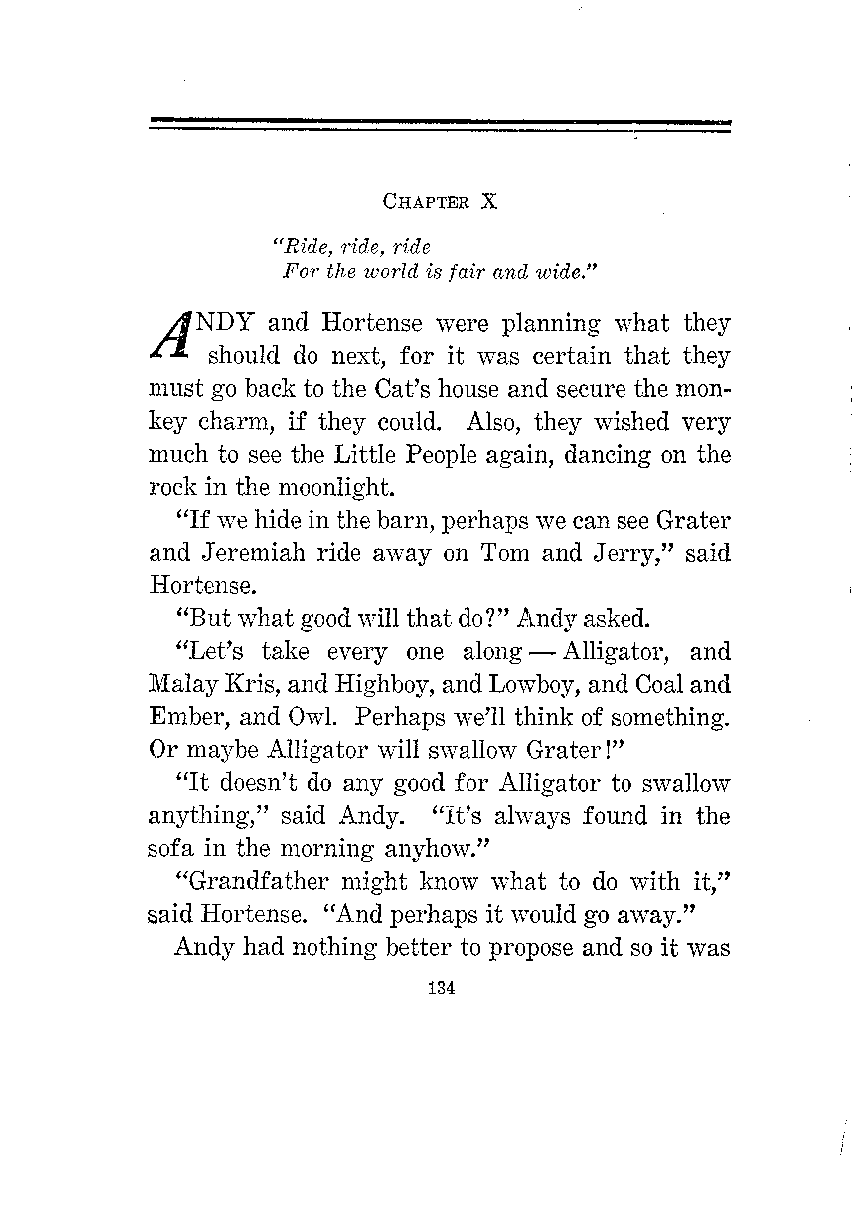 CHAPTER X
“Ride, ride, ride
For the world is fair and wide.”
ANDY and Hortense were planning what they
should do next, for it was certain that they
must go back to the Cat’s house and secure the mon-
key charm, if they could. Also, they wished very
much to see the Little People again, dancing on the
rock in the moonlight.
“If we hide in the barn, perhaps we can see Grater
and Jeremiah ride away on Tom and Jerry,” said
Hortense.
“But what good will that do?” Andy asked.
“Let’s take every one along — Alligator, and
Malay Kris, and Highboy, and Lowboy, and Coal and
Ember, and Owl. Perhaps we’ll think of something.
Or maybe Alligator will swallow Grater!”
“It doesn’t do any good for Alligator to swallow
anything,” said Andy. “It’s always found in the
sofa in the morning anyhow.”
“Grandfather might know what to do with it,”
said Hortense. “And perhaps it would go away.”
Andy had nothing better to propose and so it was
134